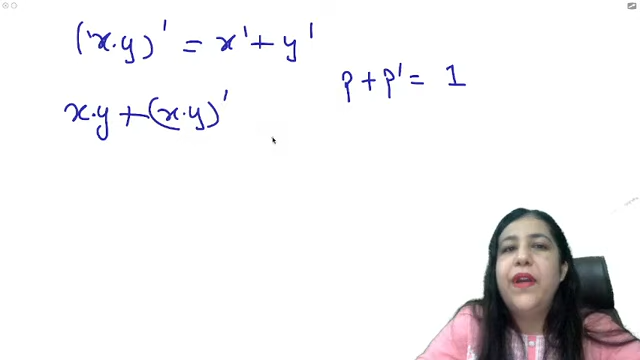 (x.y)' = x' + y'
p + p' = 1
x.y + (x.y)'